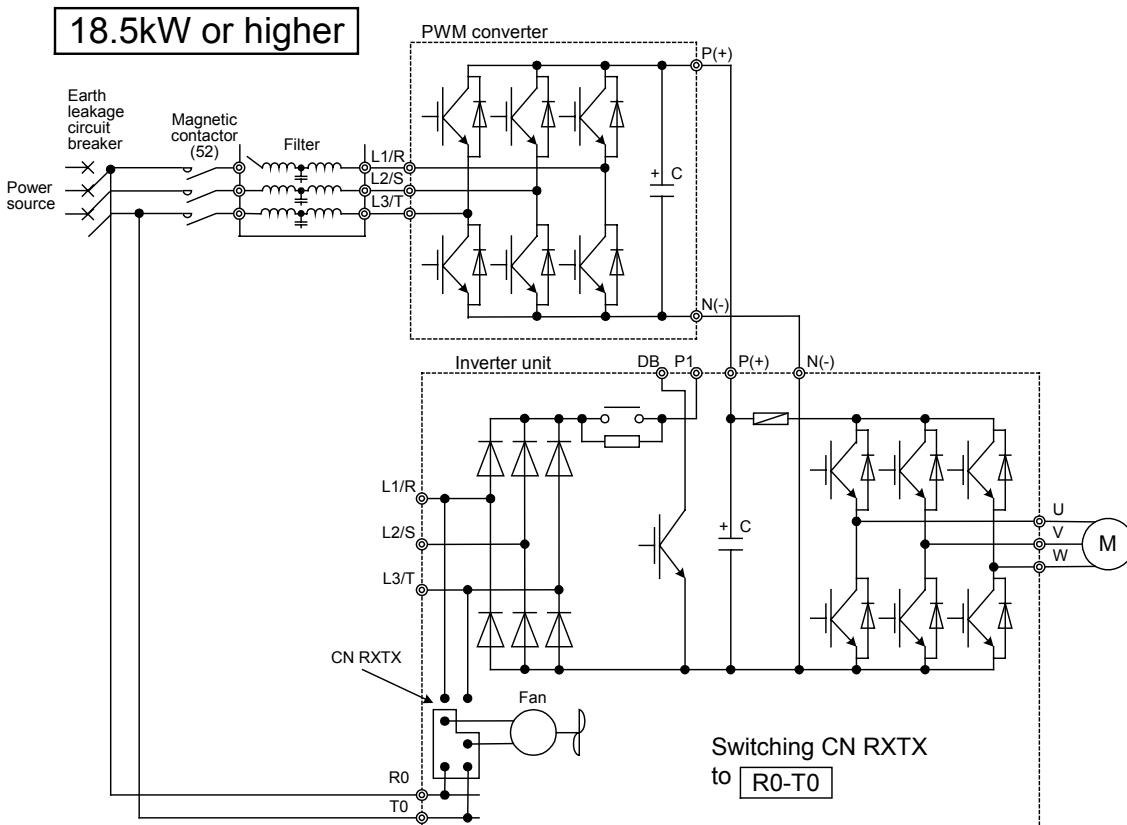 18.5kW or higher
PWM converter
P(+)
Earth
leakage
circuit
breaker
Magnetic
contactor
(52)
Filter
L1/R
L2/S
L3/T
Power
source
+
C
N(-)
Inverter unit
DB
P1
P(+)
N(-)
L1/R
L2/S
L3/T
+
C
U
V
W
M
CN RXTX
Fan
R0
T0
Switching CN RXTX
to R0-T0